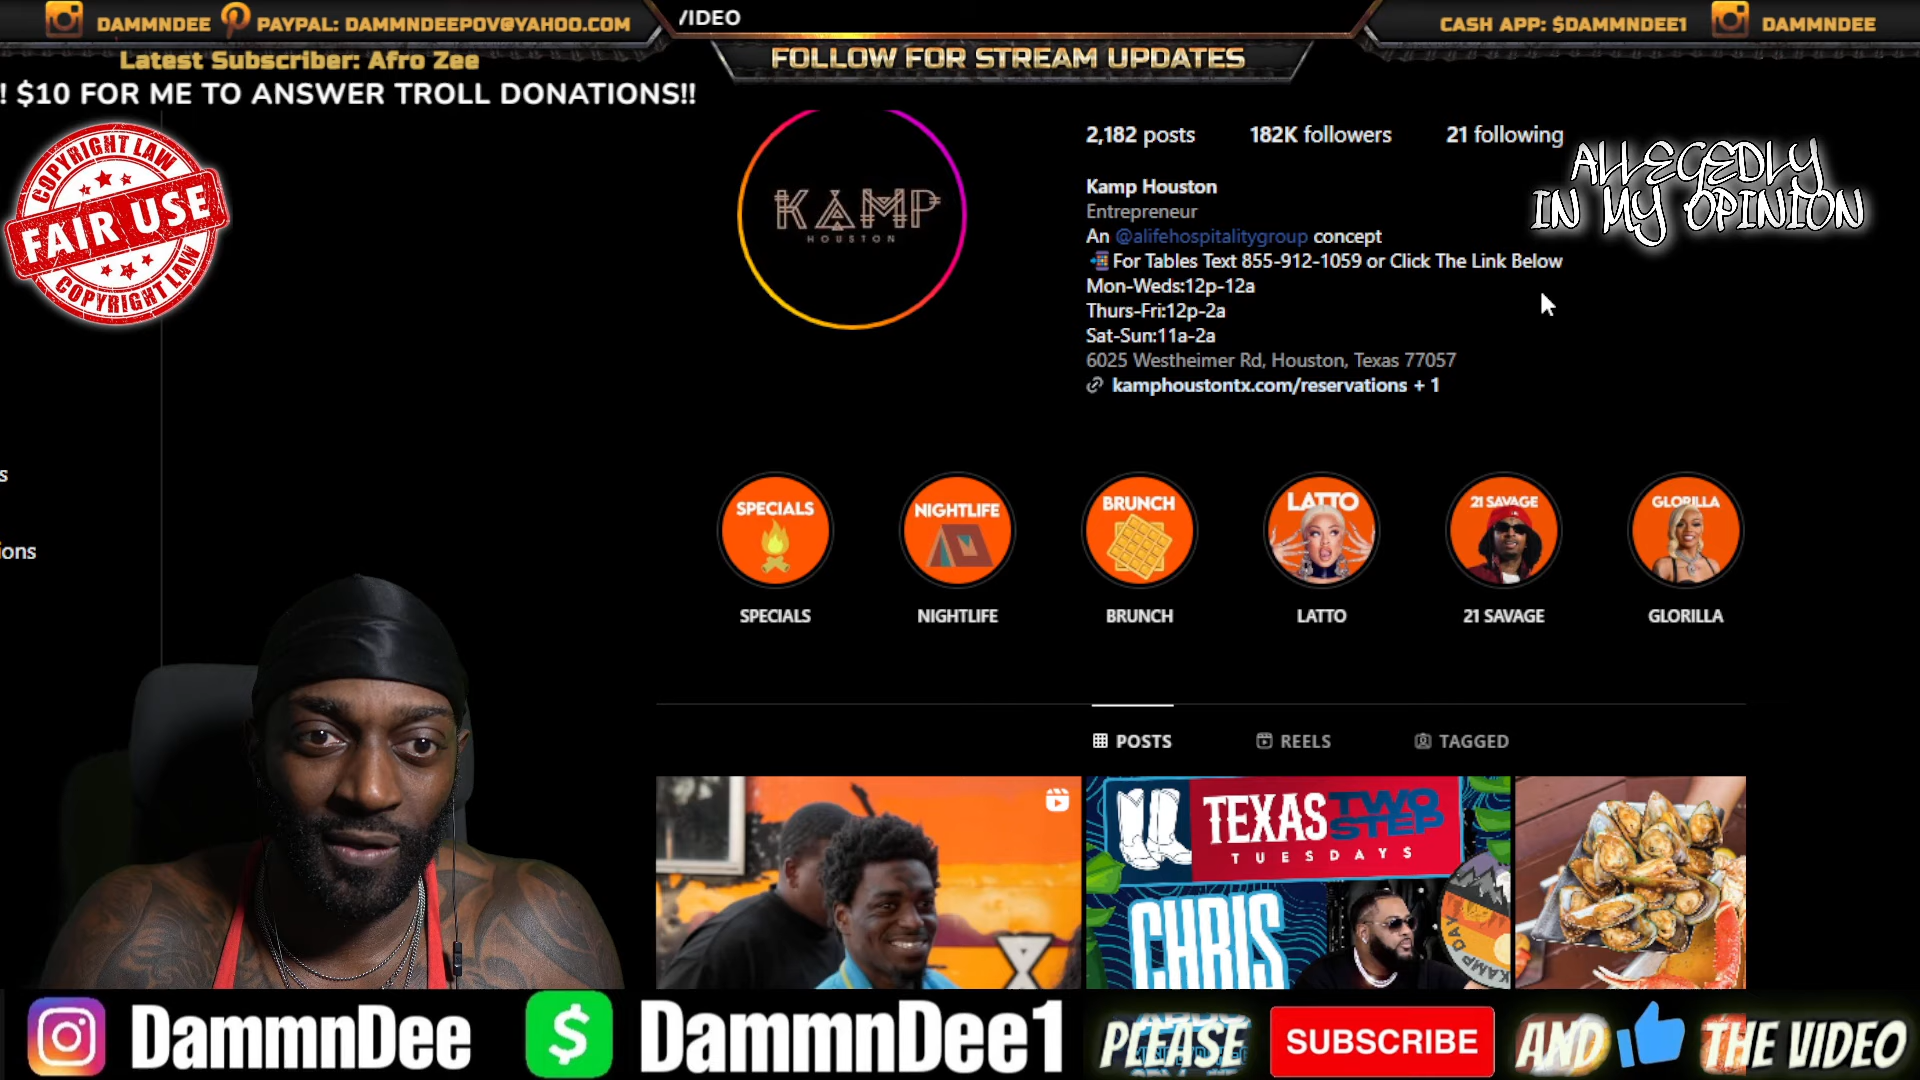 DAMMNDEE
PAYPAL: DAMMNDEEPOV@YAHOO.COM
VIDEO
CASH APP: $DAMMNDEE1
DAMMNDEE
FOLLOW FOR STREAM UPDATES
Latest Subscriber: Afro Zee
! $10 FOR ME TO ANSWER TROLL DONATIONS!!
COPYRIGHT LAW
FAIR USE
COPYRIGHT LAW
ALLEGEDLY
IN MY OPINION
KAMP
HOUSTON
2,182 posts 182K followers 21 following
Kamp Houston
Entrepreneur
An @alifehospitalitygroup concept
📲For Tables Text 855-912-1059 or Click The Link Below
Mon-Weds:12p-12a
Thurs-Fri:12p-2a
Sat-Sun:11a-2a
6025 Westheimer Rd, Houston, Texas 77057
kamphoustontx.com/reservations + 1
s
ions
SPECIALS
NIGHTLIFE
BRUNCH
LATTO
21 SAVAGE
GLORILLA
SPECIALS
NIGHTLIFE
BRUNCH
LATTO
21 SAVAGE
GLORILLA
POSTS
REELS
TAGGED
TEXAS TWO
STEP
TUESDAYS
CHRIS
KAMP
DammnDee
$
DammnDee1
PLEASE
SUBSCRIBE
AND
THE VIDEO